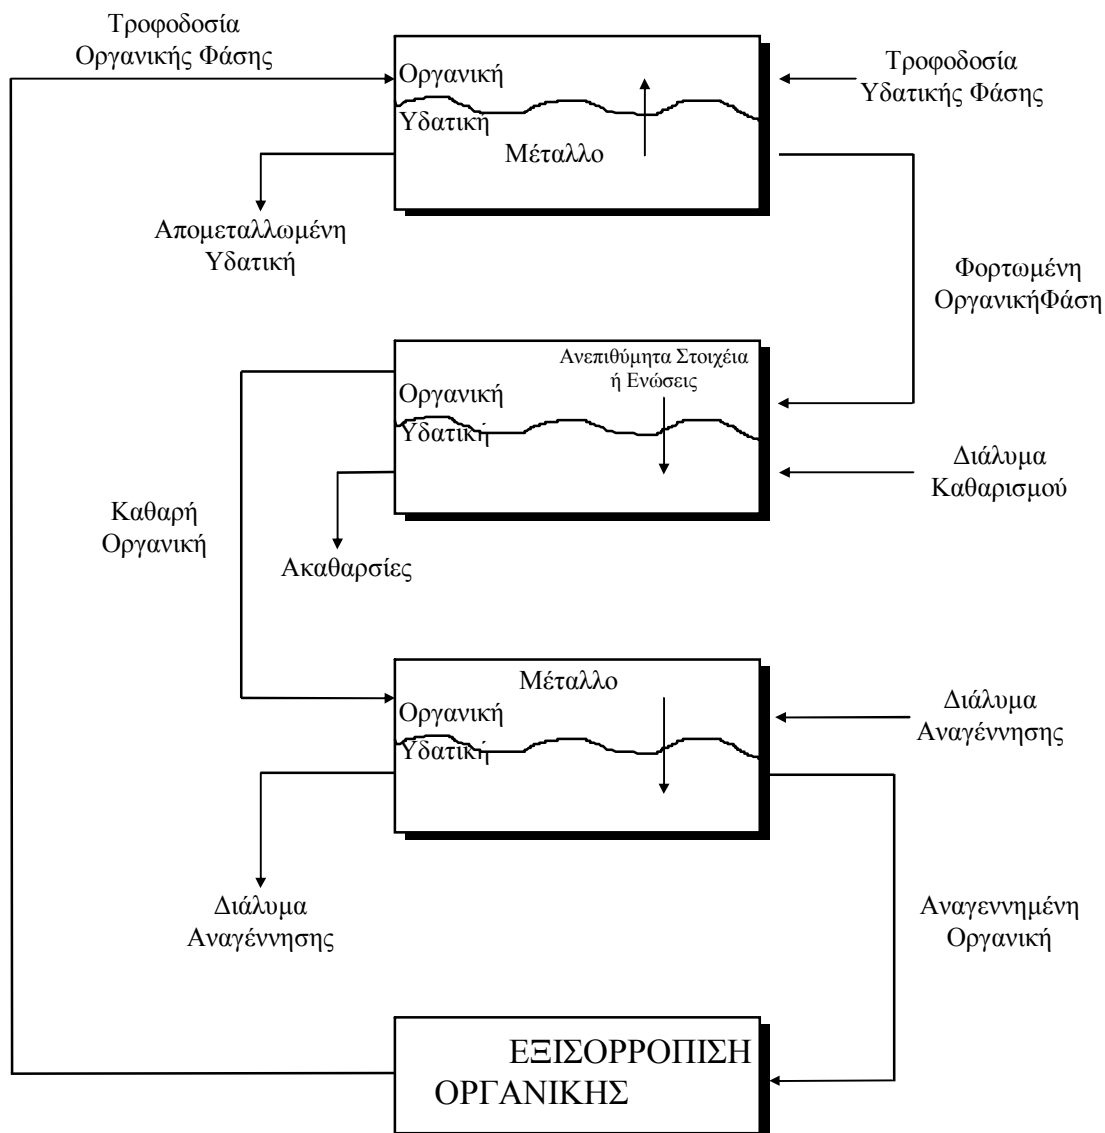 Τροφοδοσία
Οργανικής Φάσης
Οργανική
Υδατική
Μέταλλο
Τροφοδοσία
Υδατικής Φάσης
Απομεταλλωμένη
Υδατική
Φορτωμένη
ΟργανικήΦάση
Ανεπιθύμητα Στοιχέια
ή Ενώσεις
Οργανική
Υδατική
Διάλυμα
Καθαρισμού
Καθαρή
Οργανική
Ακαθαρσίες
Μέταλλο
Οργανική
Υδατική
Διάλυμα
Αναγέννησης
Διάλυμα
Αναγέννησης
Αναγεννημένη
Οργανική
ΕΞΙΣΟΡΡΟΠΙΣΗ
ΟΡΓΑΝΙΚΗΣ